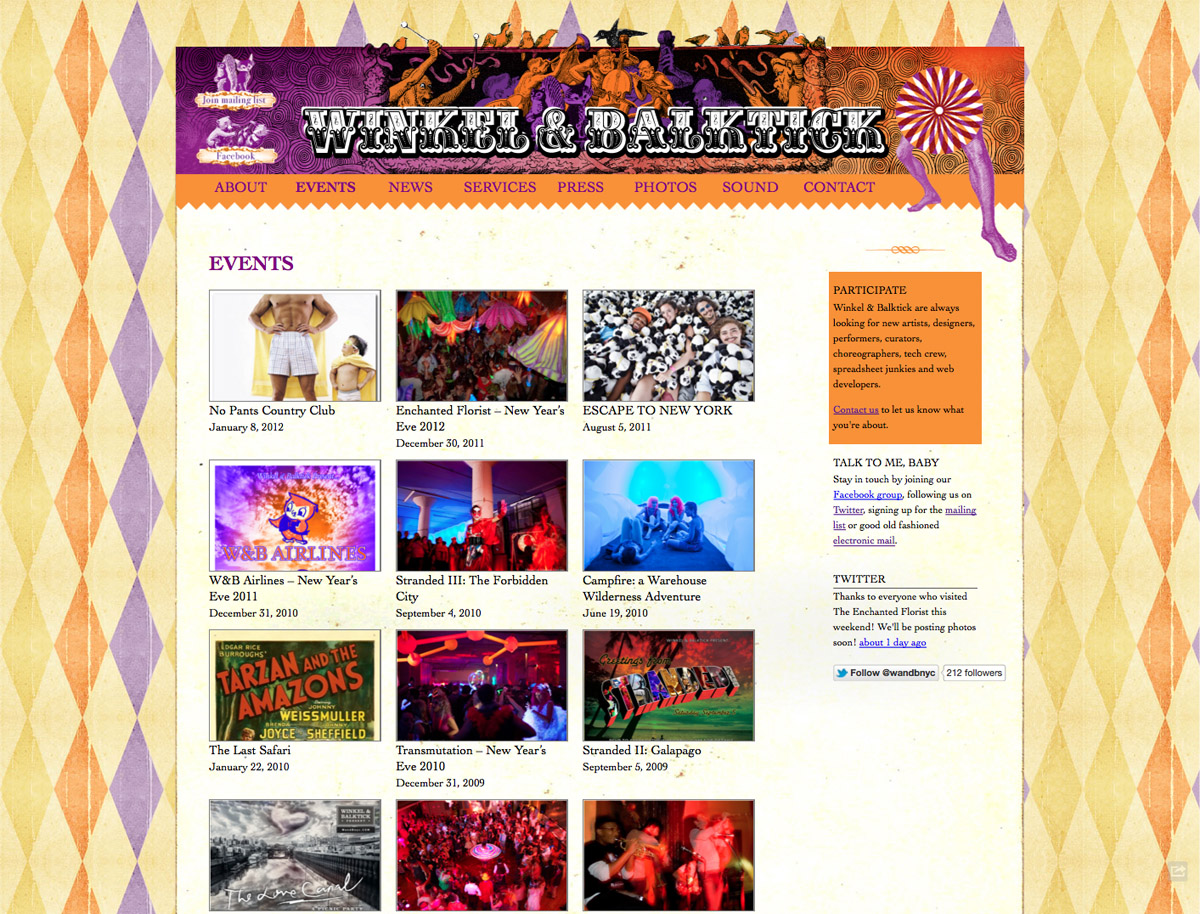 Join mailing list
Facebook
WINKEL & BALKTICK
ABOUT EVENTS NEWS SERVICES PRESS PHOTOS SOUND CONTACT
EVENTS
No Pants Country Club
January 8, 2012
Enchanted Florist – New Year's
Eve 2012
December 30, 2011
ESCAPE TO NEW YORK
August 5, 2011
W&B AIRLINES
W&B Airlines – New Year's
Eve 2011
December 31, 2010
Stranded III: The Forbidden
City
September 4, 2010
Campfire: a Warehouse
Wilderness Adventure
June 19, 2010
EDGAR RICE
BURROUGHS'
TARZAN AND THE
AMAZONS
Starring
JOHNNY
WEISSMULLER
BRENDA JOHNNY
JOYCE SHEFFIELD
The Last Safari
January 22, 2010
Transmutation – New Year's
Eve 2010
December 31, 2009
WINKEL & BALKTICK PRESENT
Greetings from
STRANDED!
Stranded II: Galapago
September 5, 2009
WINKEL &
BALKTICK
The Love Canal
A PICNIC PARTY
PARTICIPATE
Winkel & Balktick are always
looking for new artists, designers,
performers, curators,
choreographers, tech crew,
spreadsheet junkies and web
developers.
Contact us to let us know what
you're about.
TALK TO ME, BABY
Stay in touch by joining our
Facebook group, following us on
Twitter, signing up for the mailing
list or good old fashioned
electronic mail.
TWITTER
Thanks to everyone who visited
The Enchanted Florist this
weekend! We'll be posting photos
soon! about 1 day ago
Follow @wandbnyc 212 followers